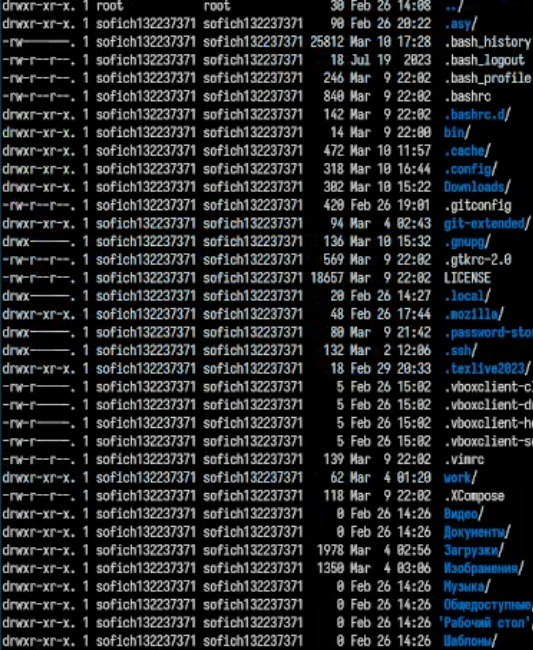 drwxr-xr-x. 1 root root 30 Feb 26 14:08 ../
drwxr-xr-x. 1 sofich132237371 sofich132237371 90 Feb 26 20:22 .asy/
-rw-------. 1 sofich132237371 sofich132237371 25812 Mar 10 17:28 .bash_history
-rw-r--r--. 1 sofich132237371 sofich132237371 18 Jul 19 2023 .bash_logout
-rw-r--r--. 1 sofich132237371 sofich132237371 246 Mar 9 22:02 .bash_profile
-rw-r--r--. 1 sofich132237371 sofich132237371 840 Mar 9 22:02 .bashrc
drwxr-xr-x. 1 sofich132237371 sofich132237371 142 Mar 9 22:02 .bashrc.d/
drwxr-xr-x. 1 sofich132237371 sofich132237371 14 Mar 9 22:00 bin/
drwxr-xr-x. 1 sofich132237371 sofich132237371 472 Mar 10 11:57 .cache/
drwxr-xr-x. 1 sofich132237371 sofich132237371 318 Mar 10 16:44 .config/
drwxr-xr-x. 1 sofich132237371 sofich132237371 302 Mar 10 15:22 Downloads/
-rw-r--r--. 1 sofich132237371 sofich132237371 420 Feb 26 19:01 .gitconfig
drwxr-xr-x. 1 sofich132237371 sofich132237371 94 Mar 4 02:43 git-extended/
drwx------. 1 sofich132237371 sofich132237371 136 Mar 10 15:32 .gnupg/
-rw-r--r--. 1 sofich132237371 sofich132237371 569 Mar 9 22:02 .gtkrc-2.0
-rw-r--r--. 1 sofich132237371 sofich132237371 18657 Mar 9 22:02 LICENSE
drwx------. 1 sofich132237371 sofich132237371 20 Feb 26 14:27 .local/
drwxr-xr-x. 1 sofich132237371 sofich132237371 48 Feb 26 17:44 .mozilla/
drwx------. 1 sofich132237371 sofich132237371 80 Mar 9 21:42 .password-sto
drwx------. 1 sofich132237371 sofich132237371 132 Mar 2 12:06 .ssh/
drwxr-xr-x. 1 sofich132237371 sofich132237371 18 Feb 29 20:33 .texlive2023/
-rw-r-----. 1 sofich132237371 sofich132237371 5 Feb 26 15:02 .vboxclient-c
-rw-r-----. 1 sofich132237371 sofich132237371 5 Feb 26 15:02 .vboxclient-d
-rw-r-----. 1 sofich132237371 sofich132237371 5 Feb 26 15:02 .vboxclient-h
-rw-r-----. 1 sofich132237371 sofich132237371 5 Feb 26 15:02 .vboxclient-s
-rw-r--r--. 1 sofich132237371 sofich132237371 139 Mar 9 22:02 .vimrc
drwxr-xr-x. 1 sofich132237371 sofich132237371 62 Mar 4 01:20 work/
-rw-r--r--. 1 sofich132237371 sofich132237371 118 Mar 9 22:02 .XCompose
drwxr-xr-x. 1 sofich132237371 sofich132237371 0 Feb 26 14:26 Видео/
drwxr-xr-x. 1 sofich132237371 sofich132237371 0 Feb 26 14:26 Документы/
drwxr-xr-x. 1 sofich132237371 sofich132237371 1978 Mar 4 02:56 Загрузки/
drwxr-xr-x. 1 sofich132237371 sofich132237371 1350 Mar 4 03:06 Изображения/
drwxr-xr-x. 1 sofich132237371 sofich132237371 0 Feb 26 14:26 Музыка/
drwxr-xr-x. 1 sofich132237371 sofich132237371 0 Feb 26 14:26 Общедоступные/
drwxr-xr-x. 1 sofich132237371 sofich132237371 0 Feb 26 14:26 'Рабочий стол'/
drwxr-xr-x. 1 sofich132237371 sofich132237371 0 Feb 26 14:26 Шаблоны/